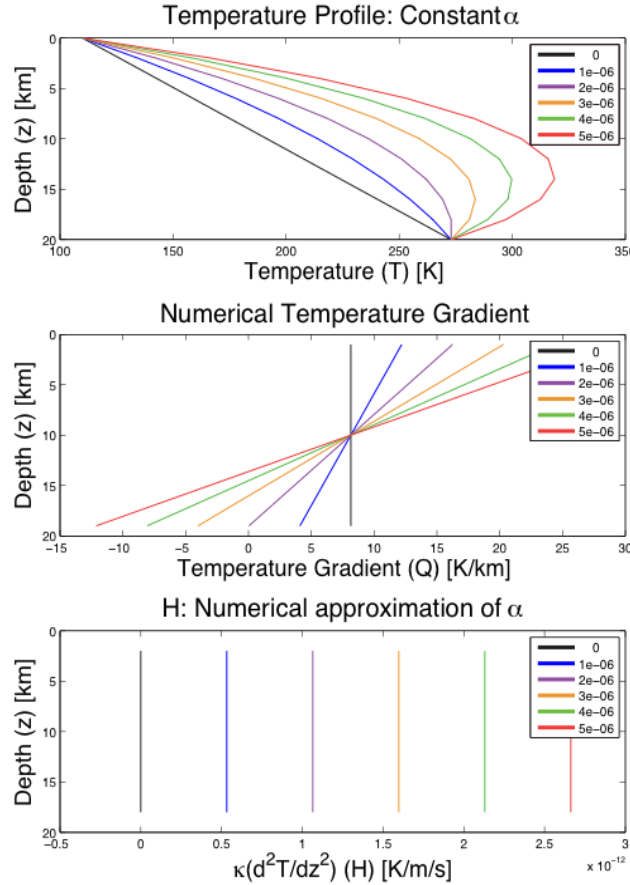 Temperature Profile: Constant α
0
5
10
15
20
Depth (z) [km]
0
1e−06
2e−06
3e−06
4e−06
5e−06
100 150 200 250 300 350
Temperature (T) [K]
Numerical Temperature Gradient
0
5
10
15
20
Depth (z) [km]
0
1e−06
2e−06
3e−06
4e−06
5e−06
−15 −10 −5 0 5 10 15 20 25 30
Temperature Gradient (Q) [K/km]
H: Numerical approximation of α
0
5
10
15
20
Depth (z) [km]
0
1e−06
2e−06
3e−06
4e−06
5e−06
−0.5 0 0.5 1 1.5 2 2.5 3
x 10⁻¹²
κ(d²T/dz²) (H) [K/m/s]